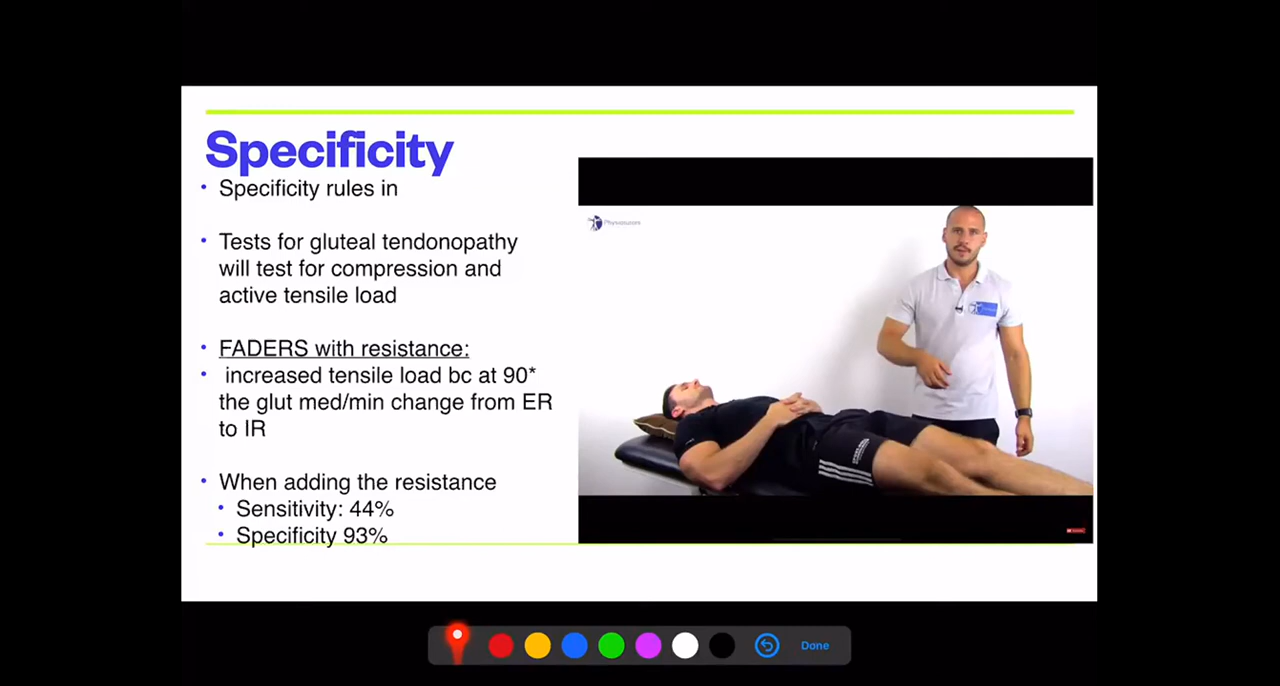 Specificity
• Specificity rules in
• Tests for gluteal tendonopathy
will test for compression and
active tensile load
• FADERS with resistance:
• increased tensile load bc at 90*
the glut med/min change from ER
to IR
• When adding the resistance
• Sensitivity: 44%
• Specificity 93%
Done